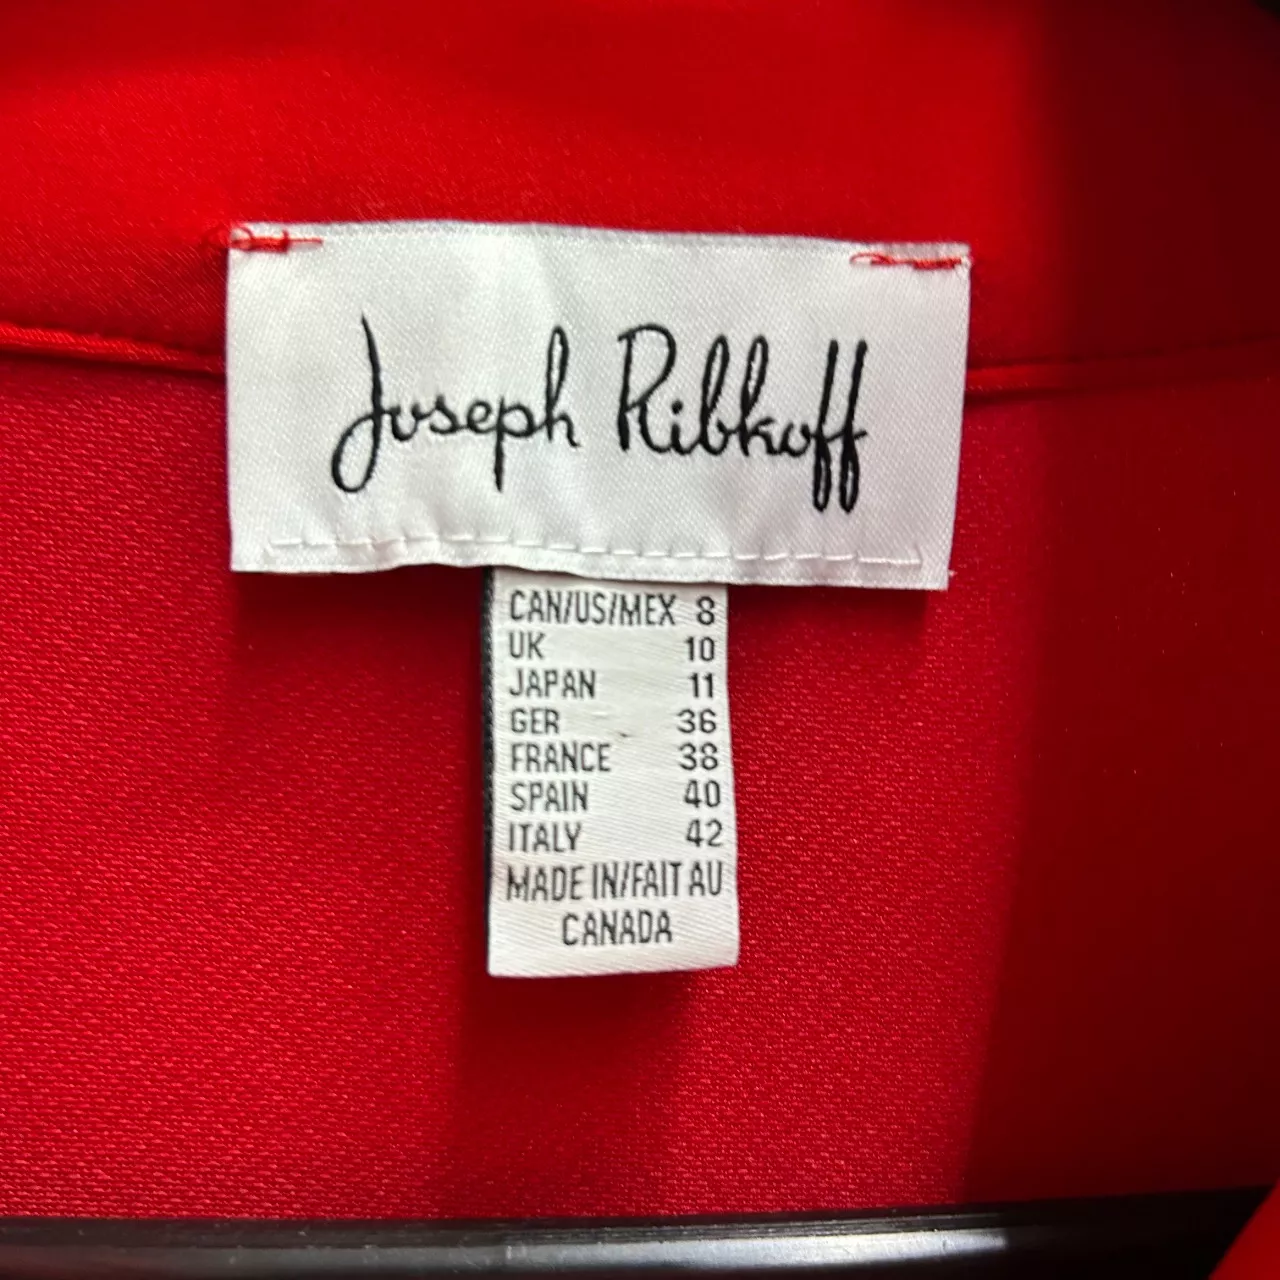 Joseph Ribkoff
CAN/US/MEX 8
UK 10
JAPAN 11
GER 36
FRANCE 38
SPAIN 40
ITALY 42
MADE IN/FAIT AU
CANADA